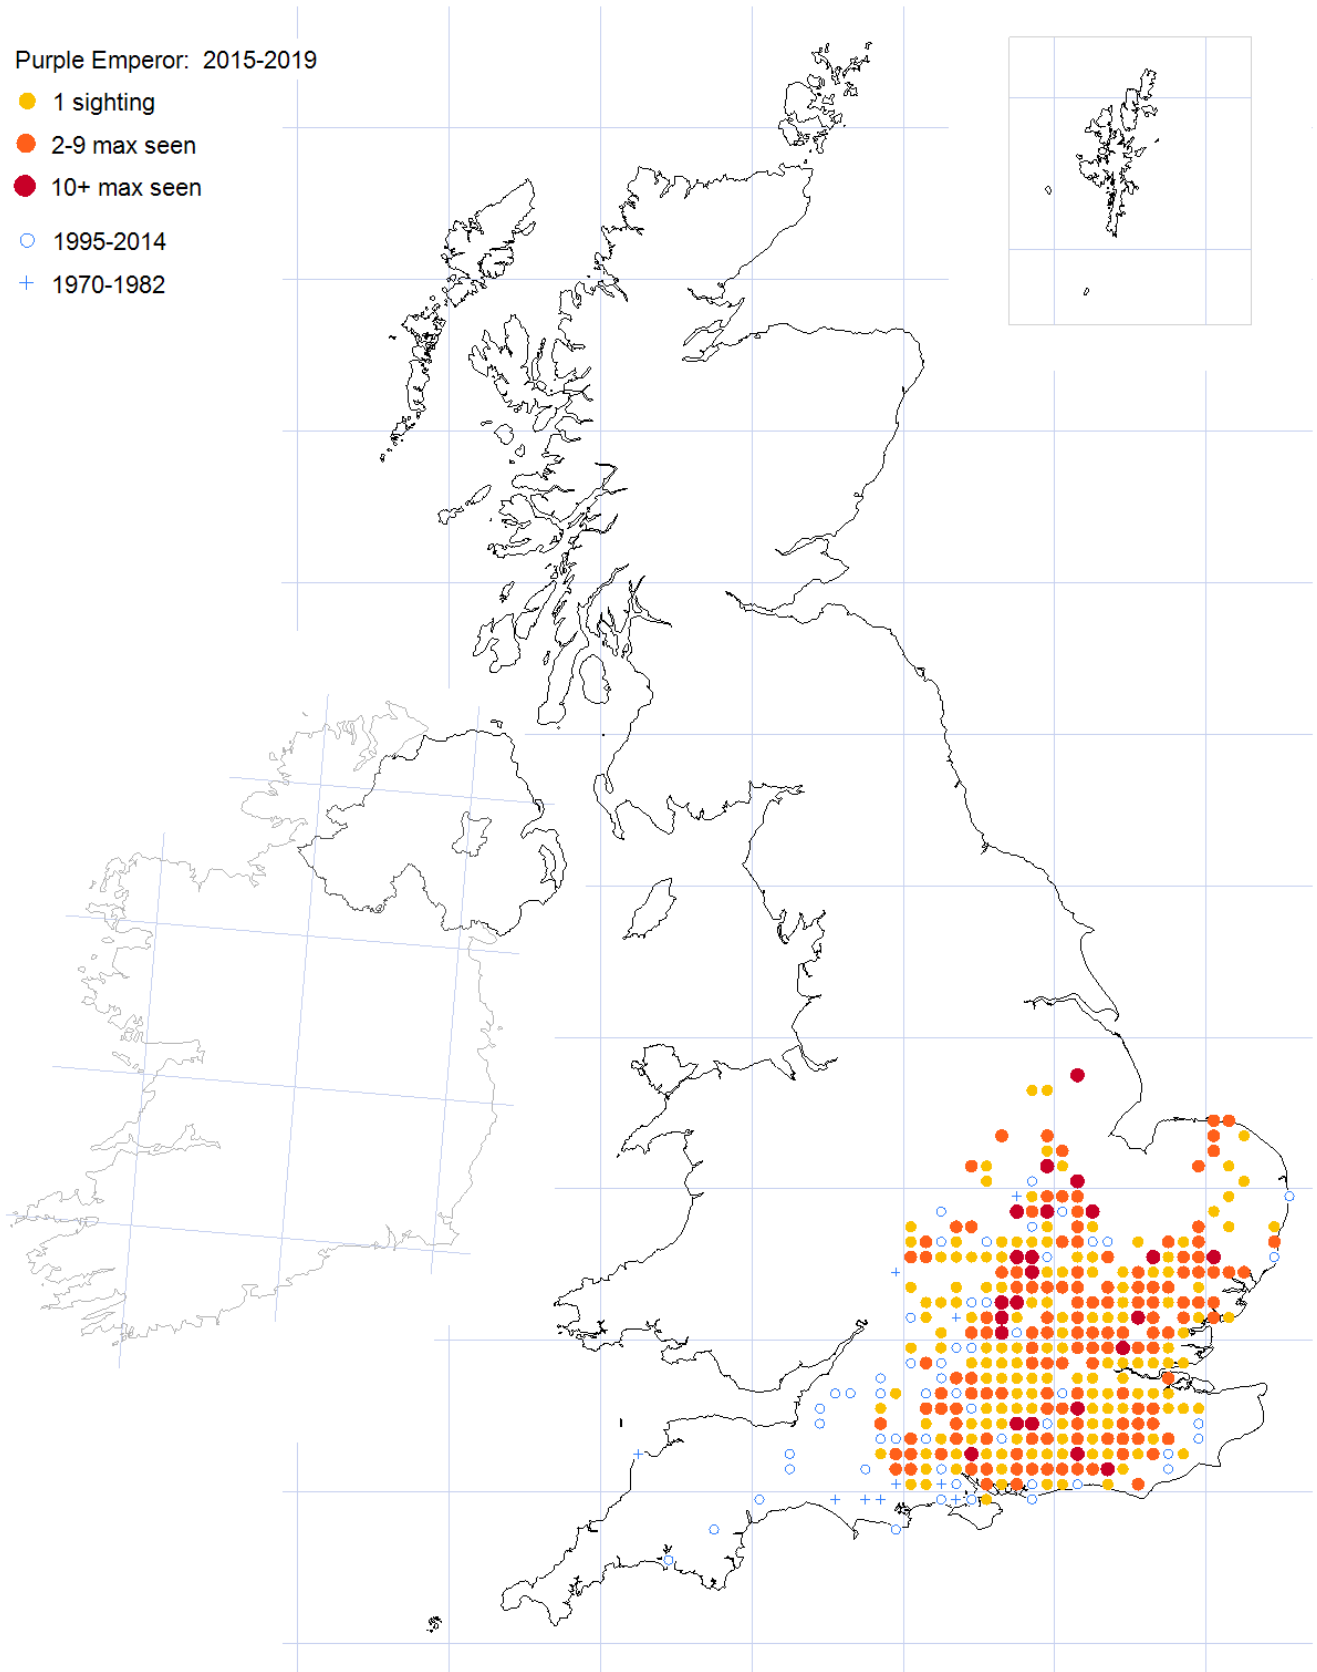 Purple Emperor: 2015-2019
1 sighting
2-9 max seen
10+ max seen
1995-2014
1970-1982